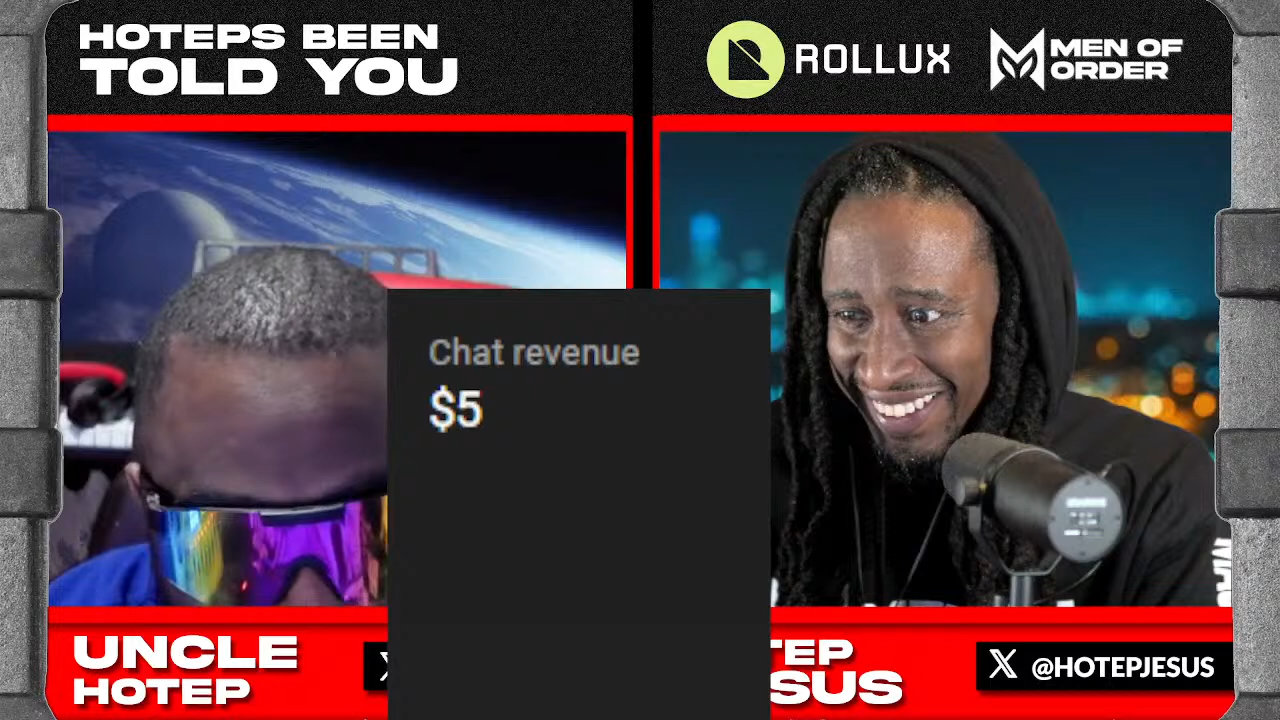 HOTEPS BEEN
TOLD YOU
ROLLUX
MEN OF
ORDER
Chat revenue
$5
UNCLE
HOTEP
TEP
SUS
X @HOTEPJESUS